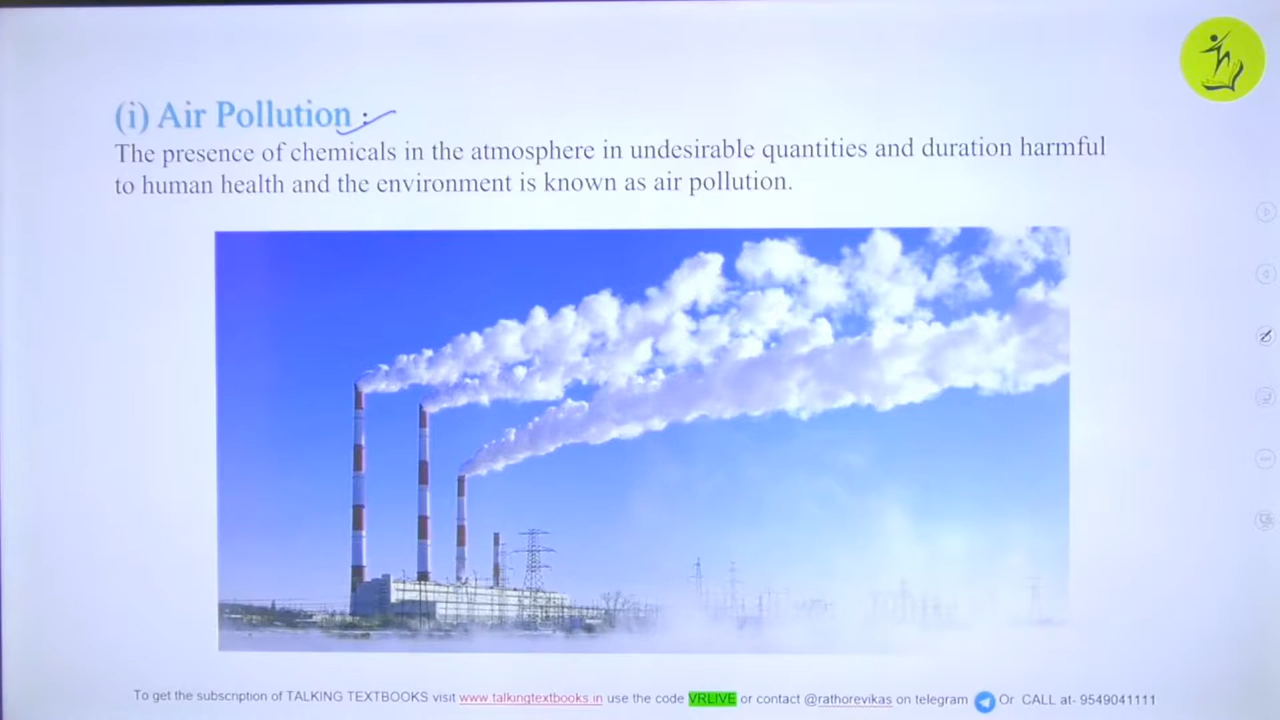 (i) Air Pollution :
The presence of chemicals in the atmosphere in undesirable quantities and duration harmful
to human health and the environment is known as air pollution.
To get the subscription of TALKING TEXTBOOKS visit www.talkingtextbooks.in use the code VRLIVE or contact @rathorevikas on telegram Or CALL at- 9549041111